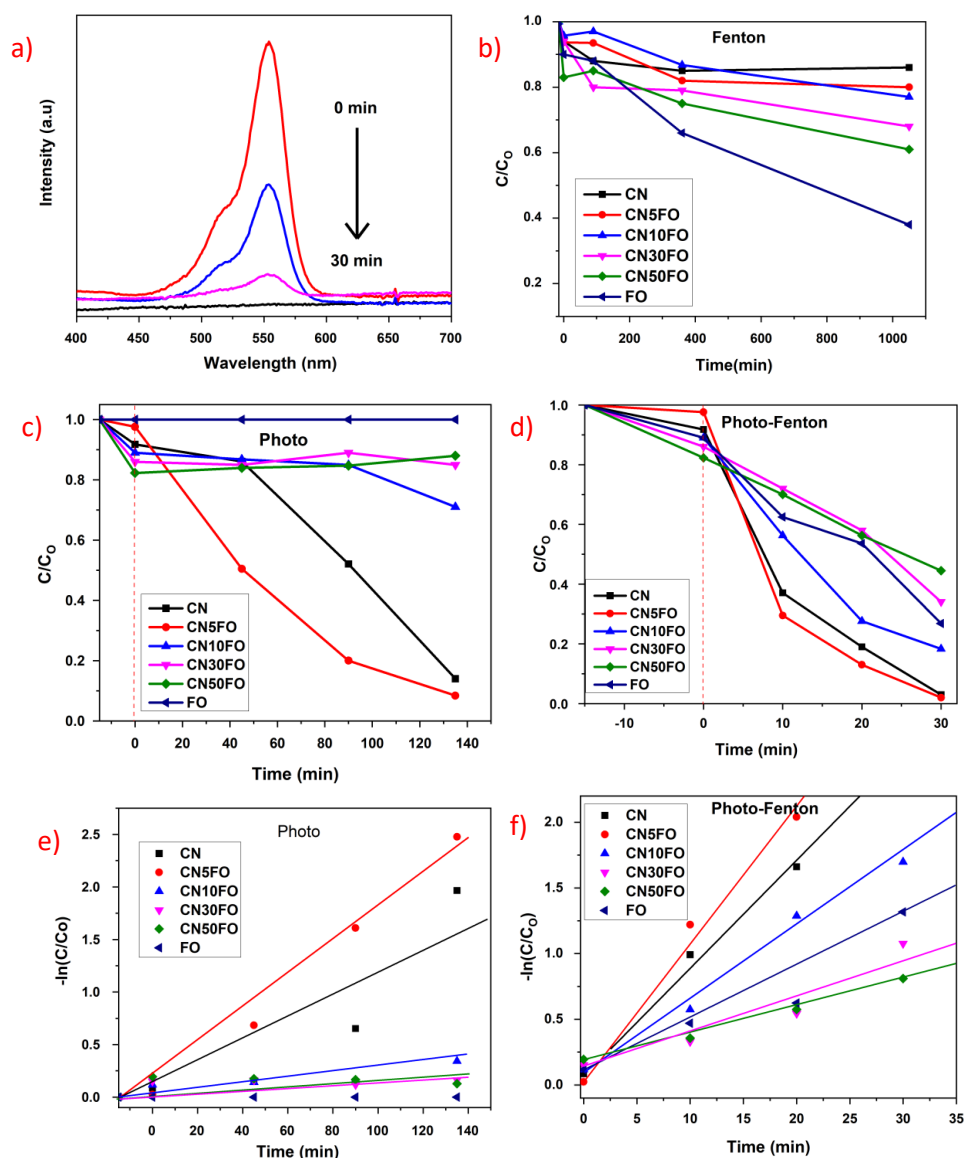 a)
Intensity (a.u)
0 min
30 min
400 450 500 550 600 650 700
Wavelength (nm)
b)
Fenton
C/C_O
1.0
0.8
0.6
0.4
0.2
CN
CN5FO
CN10FO
CN30FO
CN50FO
FO
0 200 400 600 800 1000
Time(min)
c)
Photo
C/C_O
1.0
0.8
0.6
0.4
0.2
0.0
CN
CN5FO
CN10FO
CN30FO
CN50FO
FO
0 20 40 60 80 100 120 140
Time (min)
d)
Photo-Fenton
C/C_O
1.0
0.8
0.6
0.4
0.2
0.0
CN
CN5FO
CN10FO
CN30FO
CN50FO
FO
-10 0 10 20 30
Time (min)
e)
Photo
-ln(C/Co)
2.5
2.0
1.5
1.0
0.5
0.0
CN
CN5FO
CN10FO
CN30FO
CN50FO
FO
0 20 40 60 80 100 120 140
Time (min)
f)
Photo-Fenton
-ln(C/C_O)
2.0
1.5
1.0
0.5
0.0
CN
CN5FO
CN10FO
CN30FO
CN50FO
FO
0 5 10 15 20 25 30 35
Time (min)